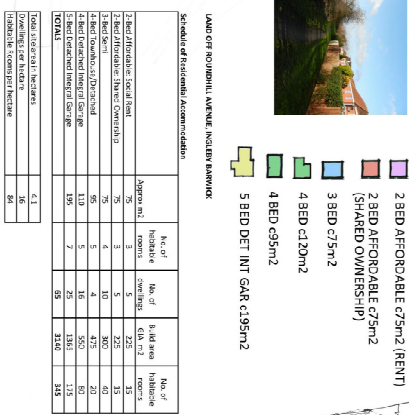 2 BED AFFORDABLE c75m2 (RENT)
2 BED AFFORDABLE c75m2
(SHARED OWNERSHIP)
3 BED c75m2
4 BED c120m2
4 BED c95m2
5 BED DET INT GAR c195m2
LAND OFF ROUNDHILL AVENUE, INGLEBY BARWICK
Schedule of Residential Accommodation
Approx m2 No. of habitable rooms No. of dwellings Build area GIA m2 No. of habitable rooms
2-Bed Affordable: Social Rent 75 3 5 225 15
2-Bed Affordable: Shared Ownership 75 3 5 225 15
3-Bed Semi 75 4 10 300 40
4-Bed Townhouse/Detached 95 5 4 475 20
4-Bed Detached Integral Garage 110 5 16 550 80
5-Bed Detached Integral Garage 195 7 25 1365 175
TOTALS 65 3140 345
Total site area in hectares 4.1
Dwellings per hectare 16
Habitable Rooms per hectare 84